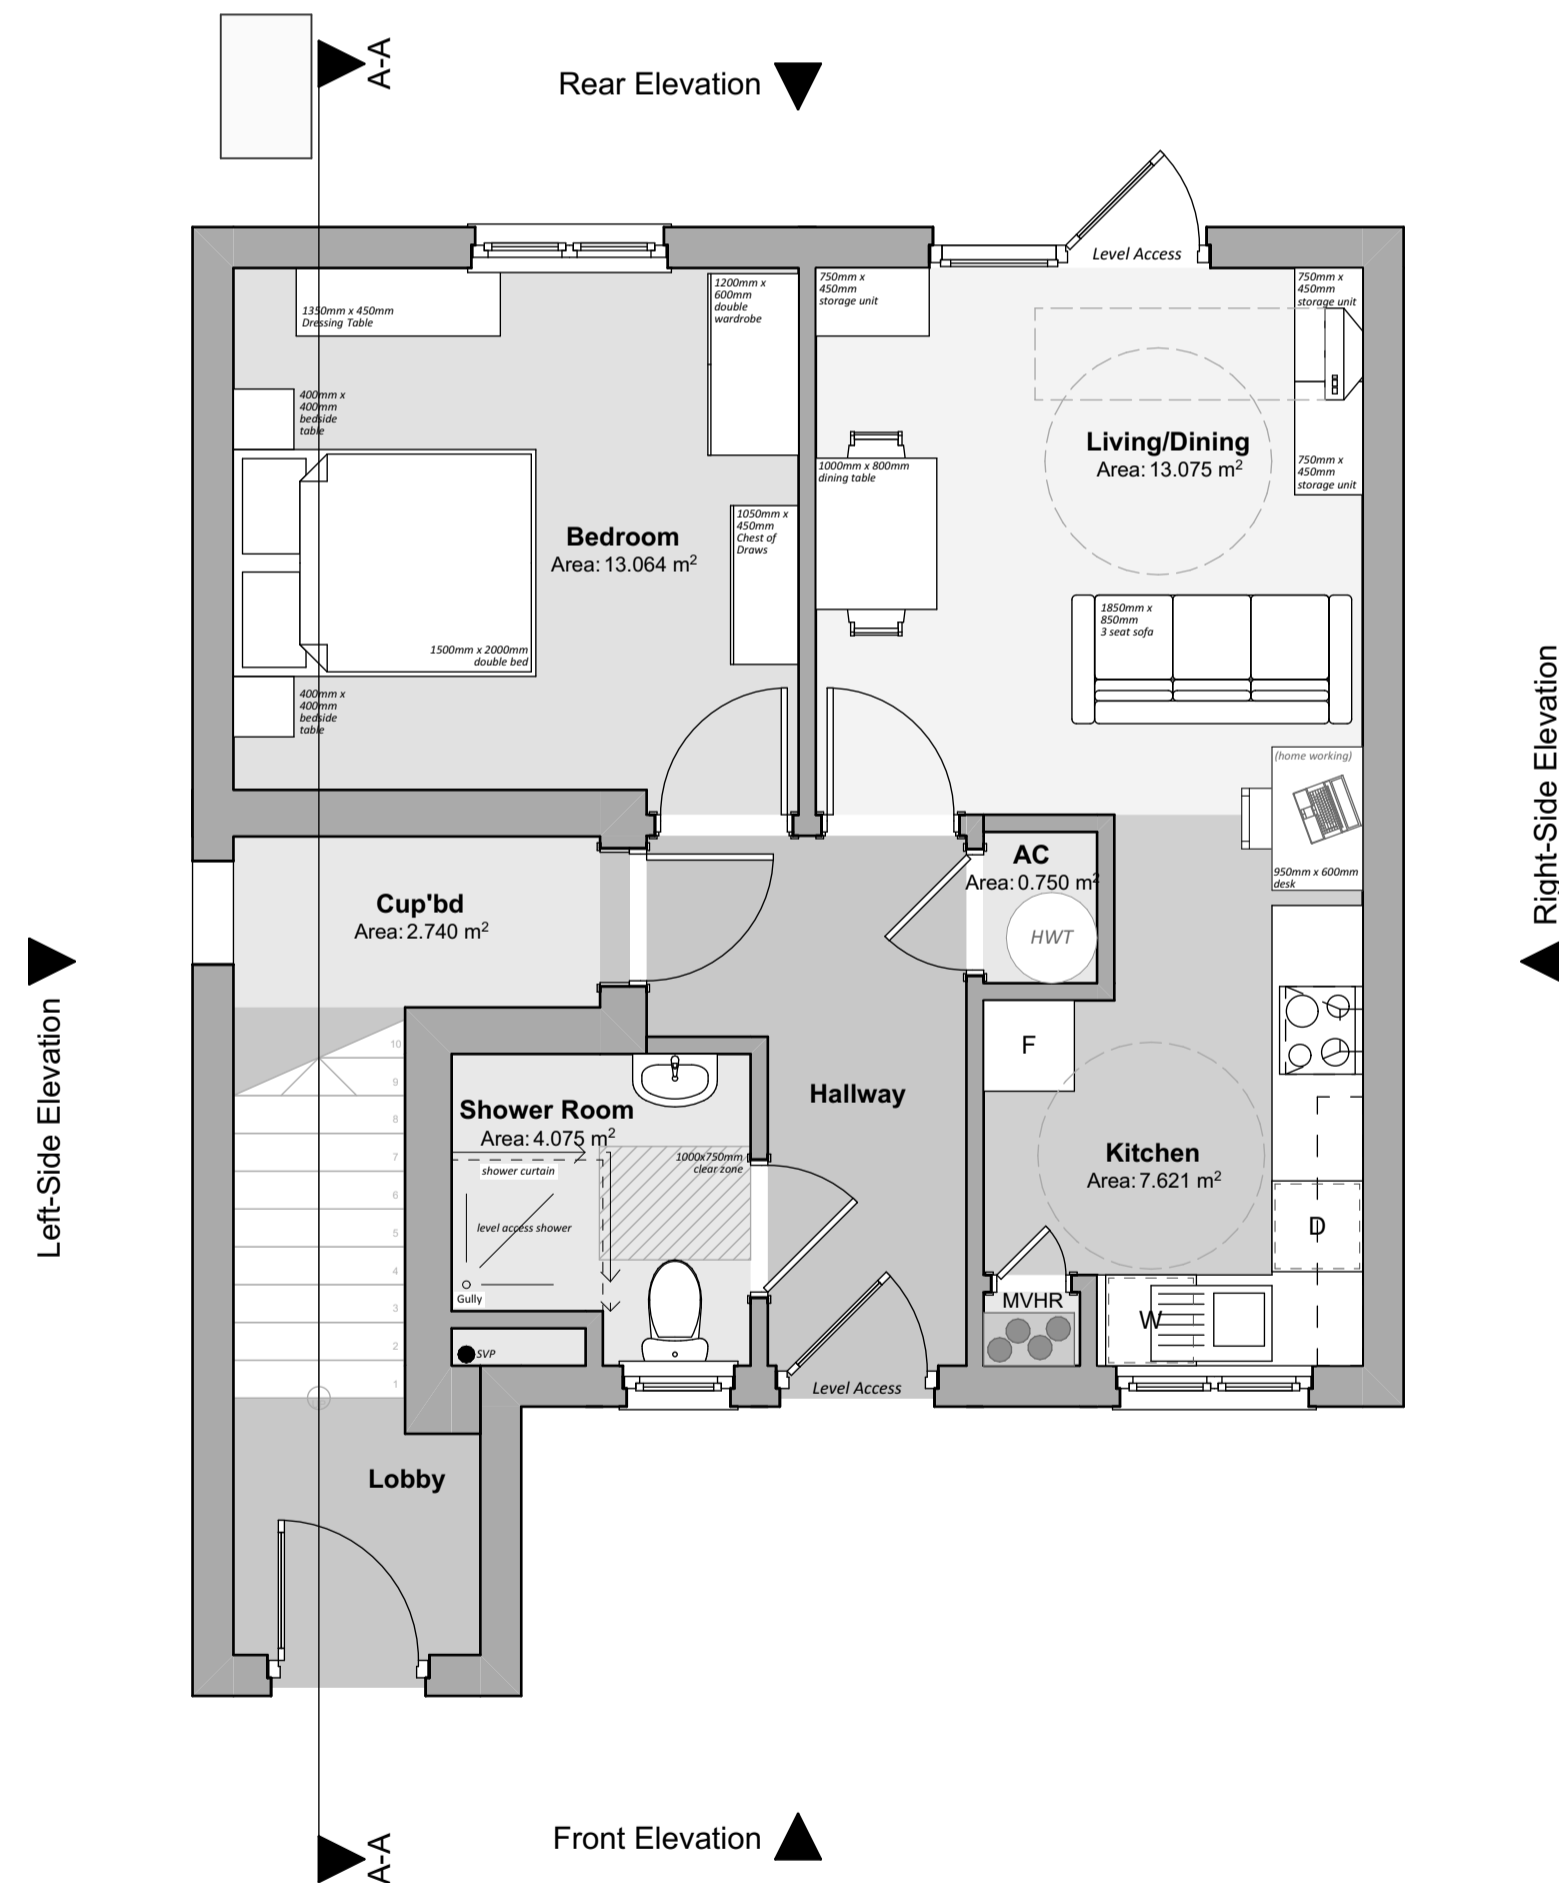 A-A
Rear Elevation
Level Access
1350mm x 450mm
Dressing Table
1200mm x
600mm
double
wardrobe
750mm x
450mm
storage unit
750mm x
450mm
storage unit
400mm x
400mm
bedside
table
Living/Dining
Area: 13.075 m²
1000mm x 800mm
dining table
750mm x
450mm
storage unit
Bedroom
Area: 13.064 m²
1050mm x
450mm
Chest of
Draws
1500mm x 2000mm
double bed
1850mm x
850mm
3 seat sofa
400mm x
400mm
bedside
table
Right-Side Elevation
(home working)
950mm x 600mm
desk
AC
Area: 0.750 m²
HWT
Cup'bd
Area: 2.740 m²
Left-Side Elevation
10
9
8
7
6
5
4
3
2
1
F
Hallway
Shower Room
Area: 4.075 m²
shower curtain
1000x750mm
clear zone
level access shower
Gully
SVP
Kitchen
Area: 7.621 m²
D
MVHR
W
Level Access
Lobby
Front Elevation
A-A